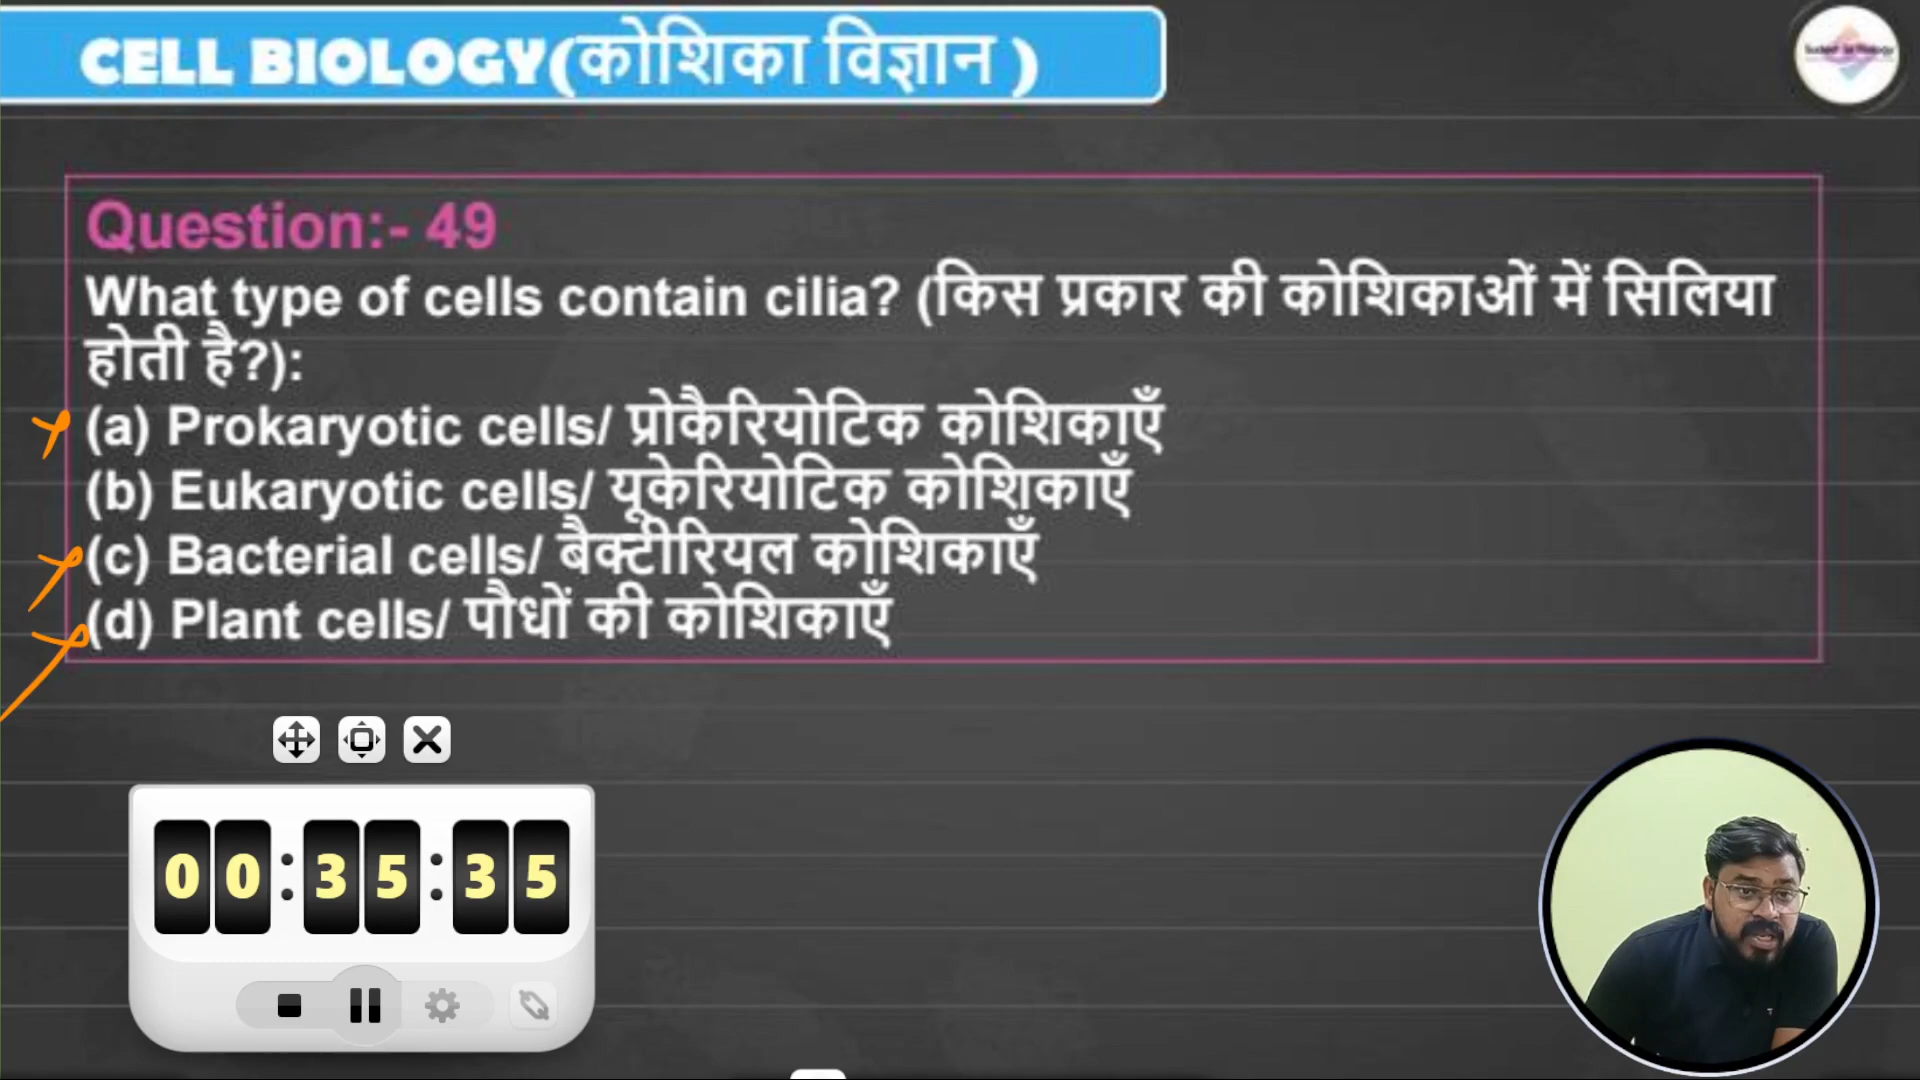 CELL BIOLOGY(कोशिका विज्ञान )
Question:- 49
What type of cells contain cilia? (किस प्रकार की कोशिकाओं में सिलिया
होती है?):
(a) Prokaryotic cells/ प्रोकैरियोटिक कोशिकाएँ
(b) Eukaryotic cells/ यूकेरियोटिक कोशिकाएँ
(c) Bacterial cells/ बैक्टीरियल कोशिकाएँ
(d) Plant cells/ पौधों की कोशिकाएँ
00:35:35